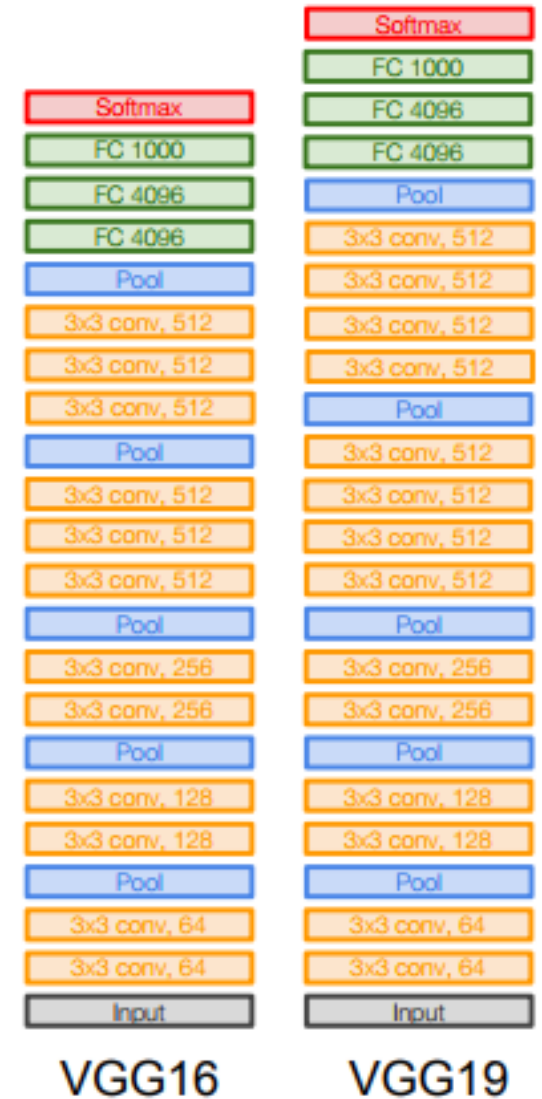 Softmax
FC 1000
FC 4096
FC 4096
Pool
3x3 conv, 512
3x3 conv, 512
3x3 conv, 512
Pool
3x3 conv, 512
3x3 conv, 512
3x3 conv, 512
Pool
3x3 conv, 256
3x3 conv, 256
Pool
3x3 conv, 128
3x3 conv, 128
Pool
3x3 conv, 64
3x3 conv, 64
Input
VGG16
Softmax
FC 1000
FC 4096
FC 4096
Pool
3x3 conv, 512
3x3 conv, 512
3x3 conv, 512
3x3 conv, 512
Pool
3x3 conv, 512
3x3 conv, 512
3x3 conv, 512
3x3 conv, 512
Pool
3x3 conv, 256
3x3 conv, 256
Pool
3x3 conv, 128
3x3 conv, 128
Pool
3x3 conv, 64
3x3 conv, 64
Input
VGG19